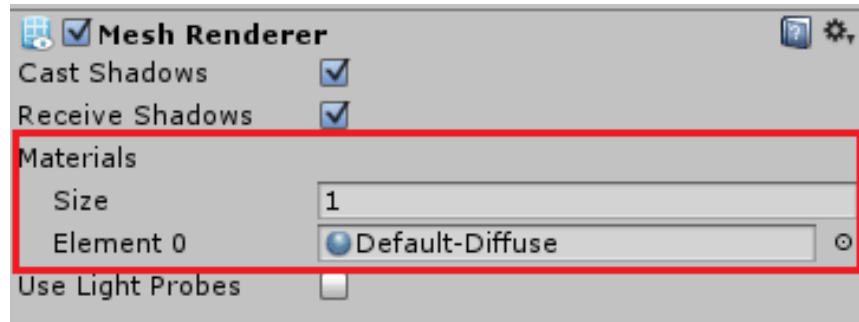 Mesh Renderer
Cast Shadows
Receive Shadows
Materials
Size 1
Element 0 Default-Diffuse
Use Light Probes